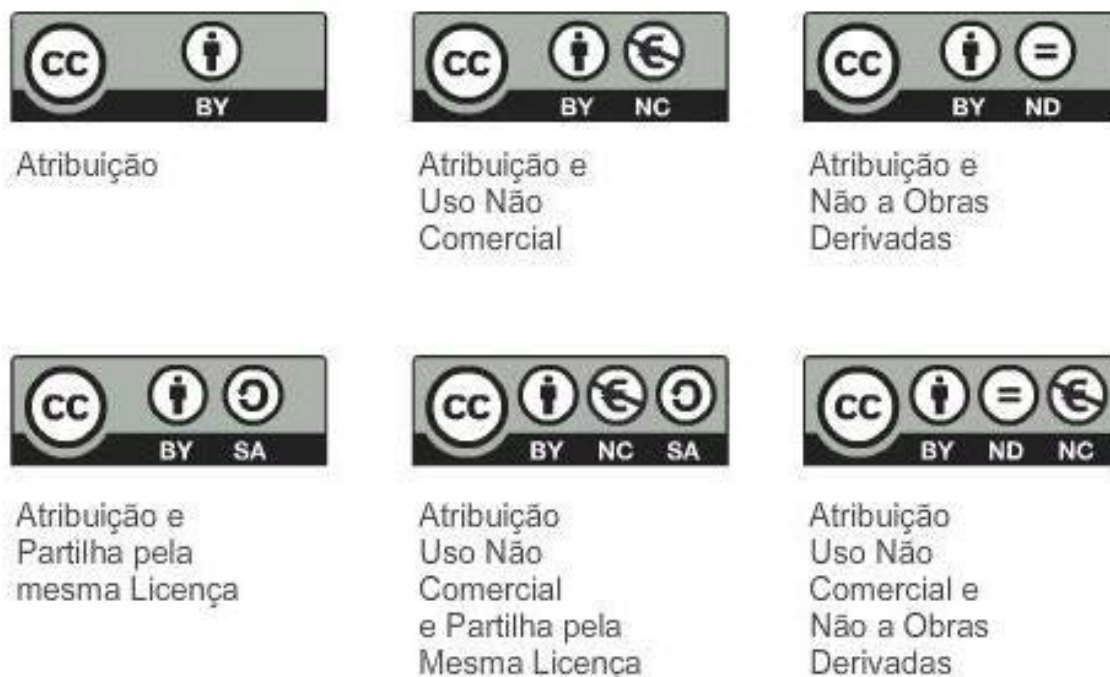 CC BY
Atribuição
CC BY NC
Atribuição e
Uso Não
Comercial
CC BY ND
Atribuição e
Não a Obras
Derivadas
CC BY SA
Atribuição e
Partilha pela
mesma Licença
CC BY NC SA
Atribuição
Uso Não
Comercial
e Partilha pela
Mesma Licença
CC BY ND NC
Atribuição
Uso Não
Comercial e
Não a Obras
Derivadas